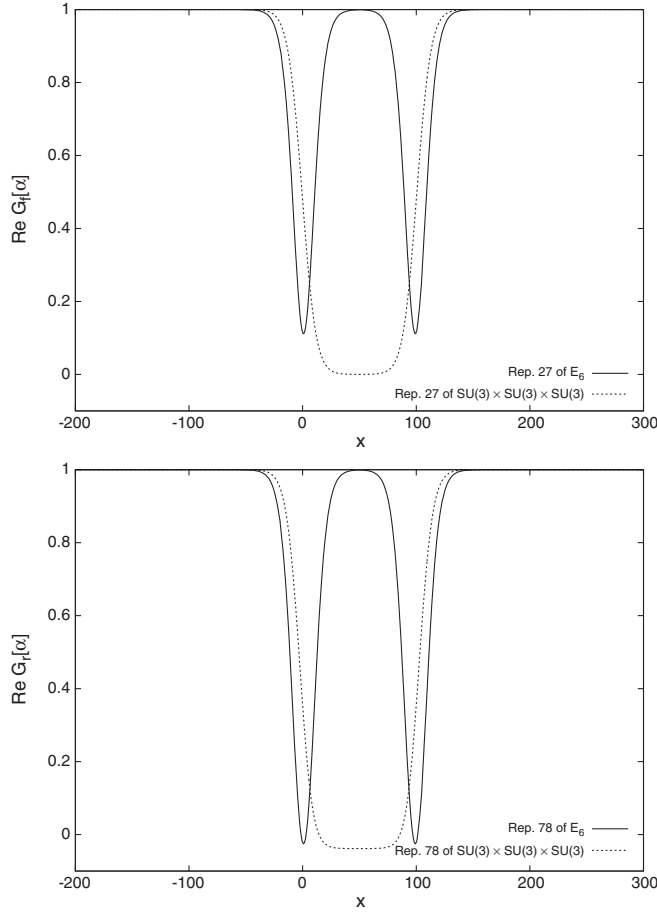 1
0.8
0.6
0.4
0.2
0
Re G_f[α]
Rep. 27 of E_6
Rep. 27 of SU(3) × SU(3) × SU(3)
-200 -100 0 100 200 300
x
1
0.8
0.6
0.4
0.2
0
Re G_r[α]
Rep. 78 of E_6
Rep. 78 of SU(3) × SU(3) × SU(3)
-200 -100 0 100 200 300
x